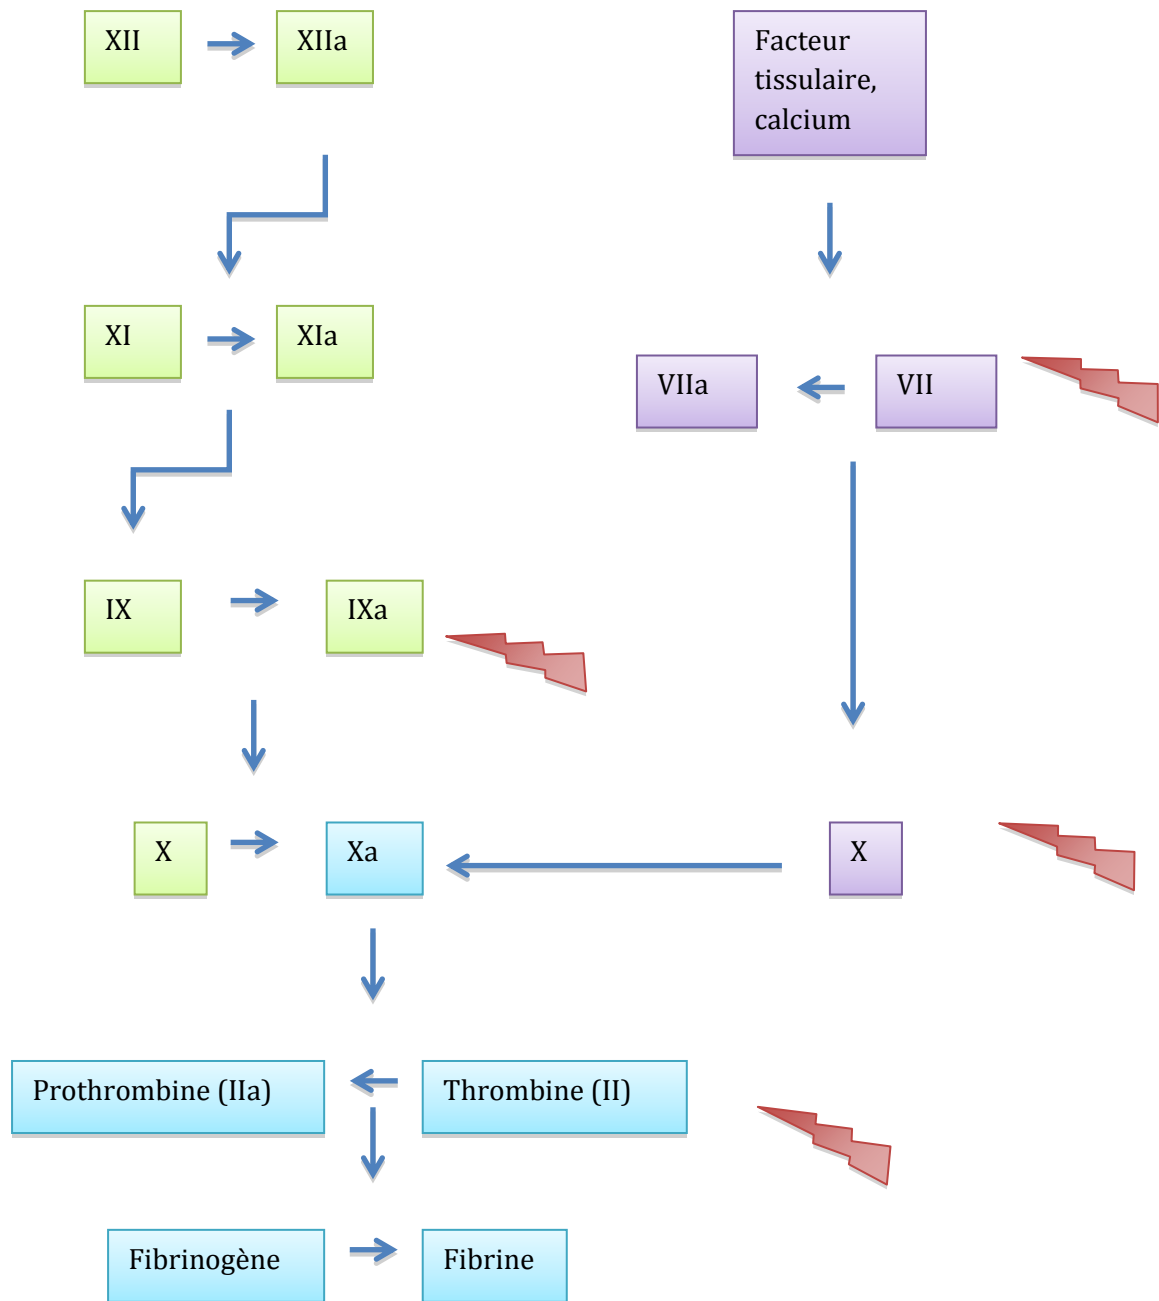 XII
XIIa
Facteur
tissulaire,
calcium
XI
XIa
VIIa
VII
IX
IXa
X
Xa
X
Prothrombine (IIa)
Thrombine (II)
Fibrinogène
Fibrine